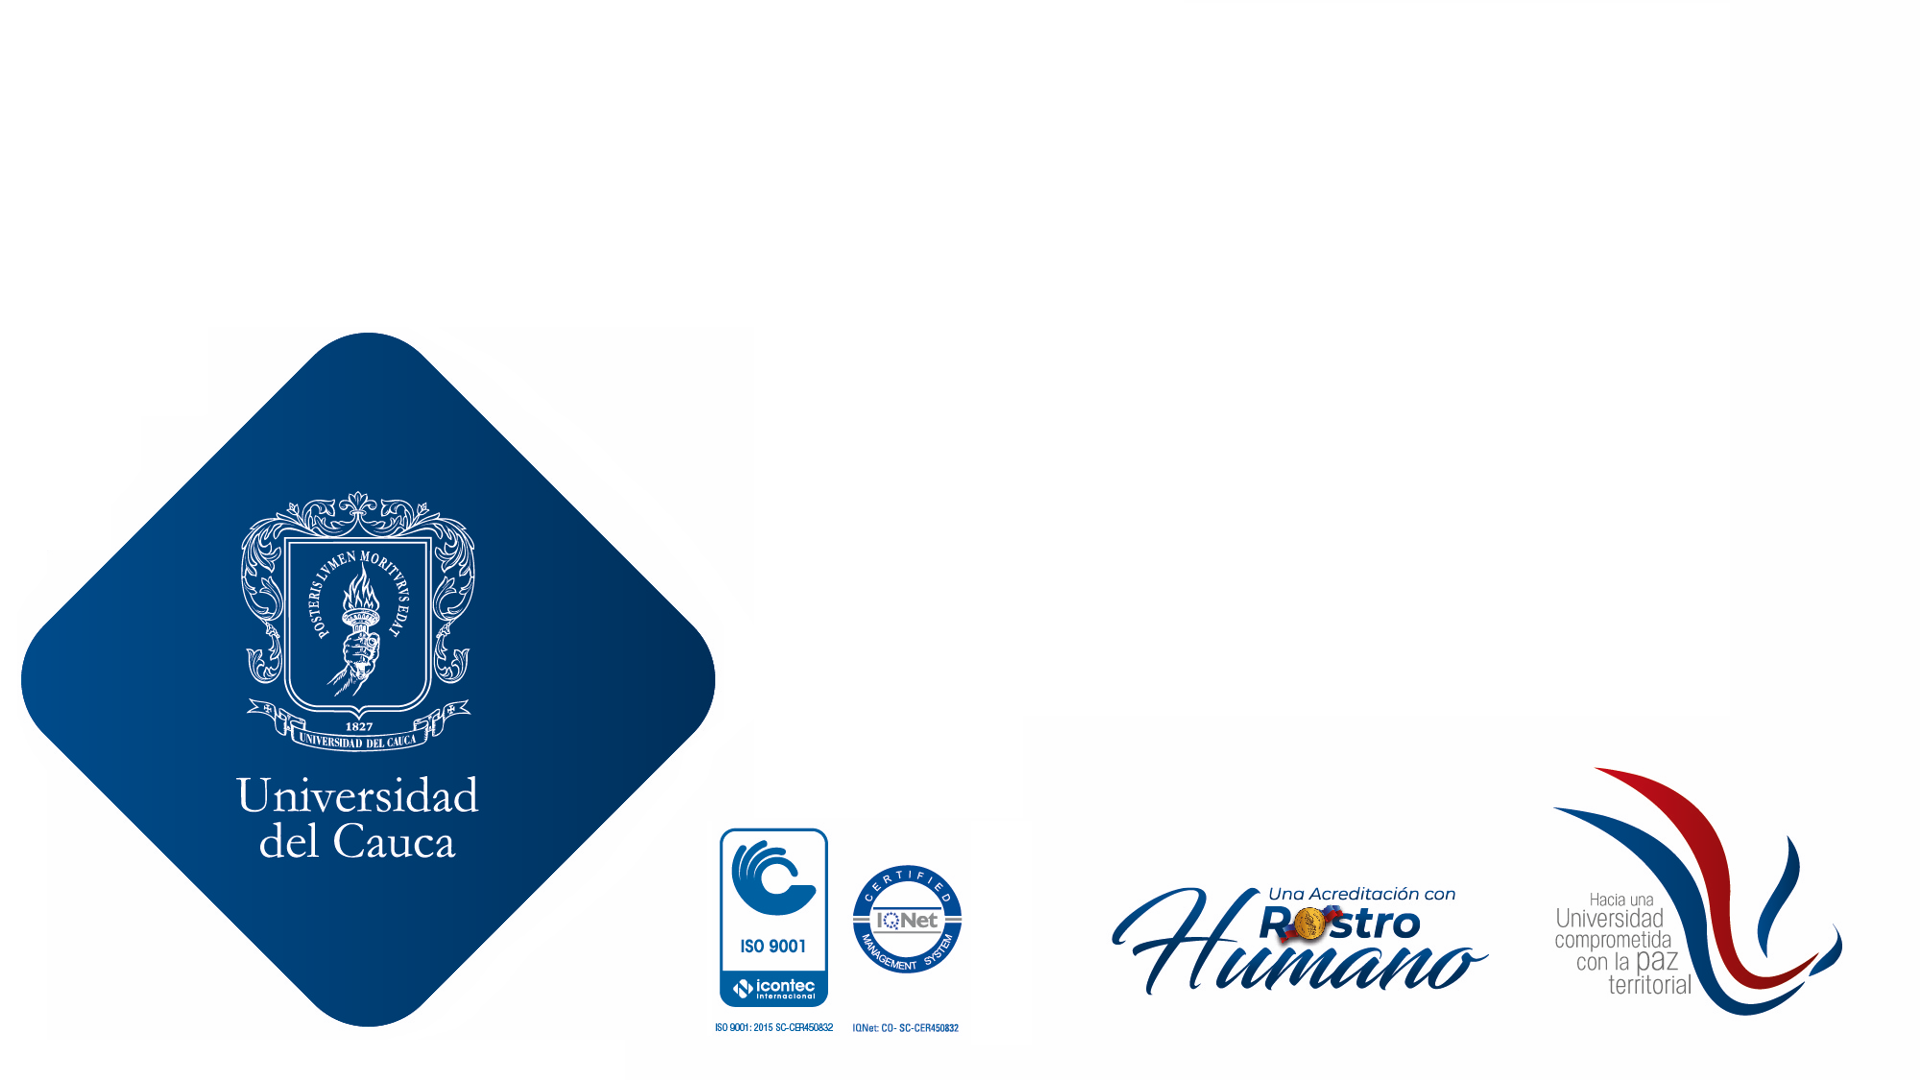 POSTERIS LVMEN MORITVRVS EDAT
1827
UNIVERSIDAD DEL CAUCA
Universidad
del Cauca
ISO 9001
icontec
internacional
ISO 9001: 2015 SC-CER450832
CERTIFIED
IQNet
MANAGEMENT SYSTEM
IQNet: CO- SC-CER450832
Una Acreditación con
Rostro
Humano
Hacia una
Universidad
comprometida
con la paz
territorial